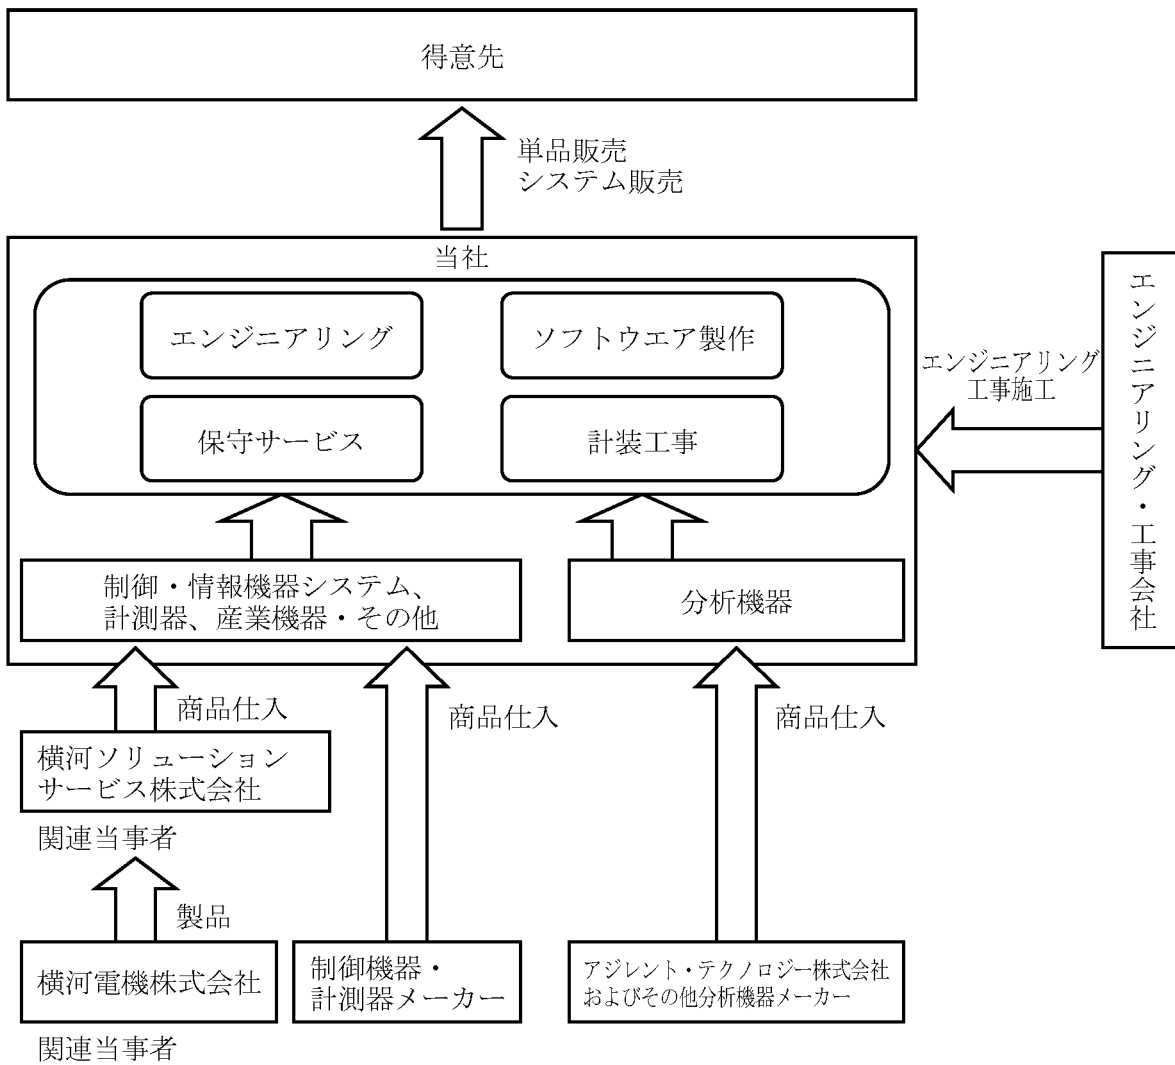 得意先
単品販売
システム販売
当社
エンジニアリング
ソフトウエア製作
保守サービス
計装工事
エンジニアリング
工事施工
エンジニアリング・工事会社
制御・情報機器システム、
計測器、産業機器・その他
分析機器
商品仕入
商品仕入
商品仕入
横河ソリューション
サービス株式会社
関連当事者
製品
横河電機株式会社
関連当事者
制御機器・
計測器メーカー
アジレント・テクノロジー株式会社
およびその他分析機器メーカー